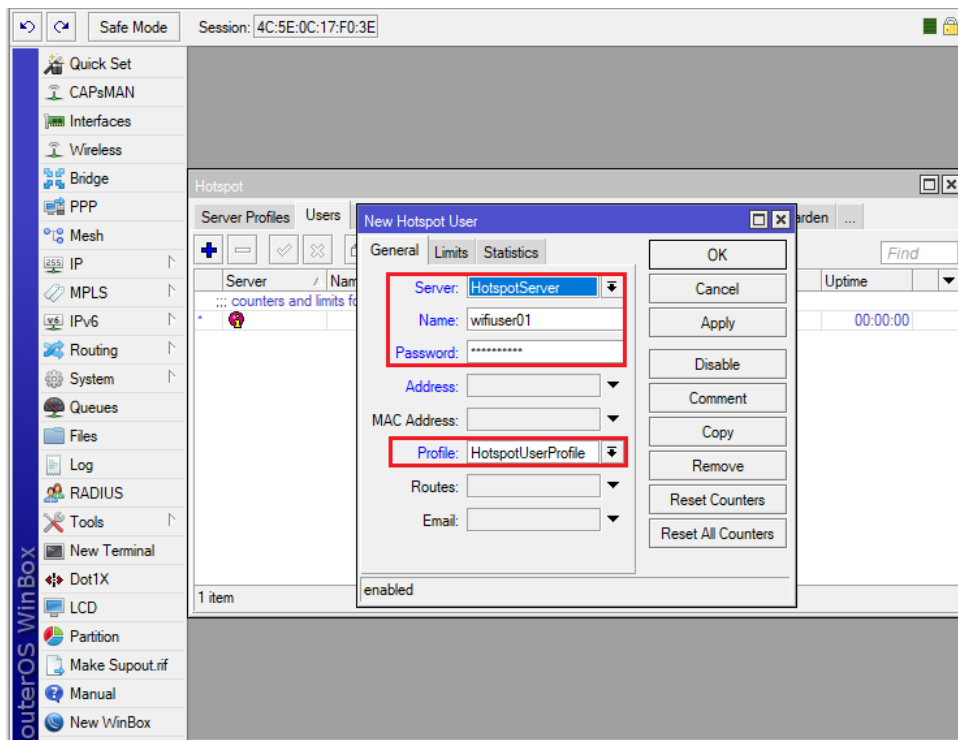 Safe Mode Session: 4C:5E:0C:17:F0:3E
Quick Set
CAPsMAN
Interfaces
Wireless
Bridge
PPP
Mesh
IP
MPLS
IPv6
Routing
System
Queues
Files
Log
RADIUS
Tools
New Terminal
Dot1X
LCD
Partition
Make Supout.rif
Manual
New WinBox
outerOS WinBox
Hotspot
Server Profiles Users arden ...
Find
Server / Nam Uptime
;;; counters and limits fo
* 00:00:00
1 item
New Hotspot User
General Limits Statistics
Server: HotspotServer
Name: wifiuser01
Password: **********
Address:
MAC Address:
Profile: HotspotUserProfile
Routes:
Email:
enabled
OK
Cancel
Apply
Disable
Comment
Copy
Remove
Reset Counters
Reset All Counters